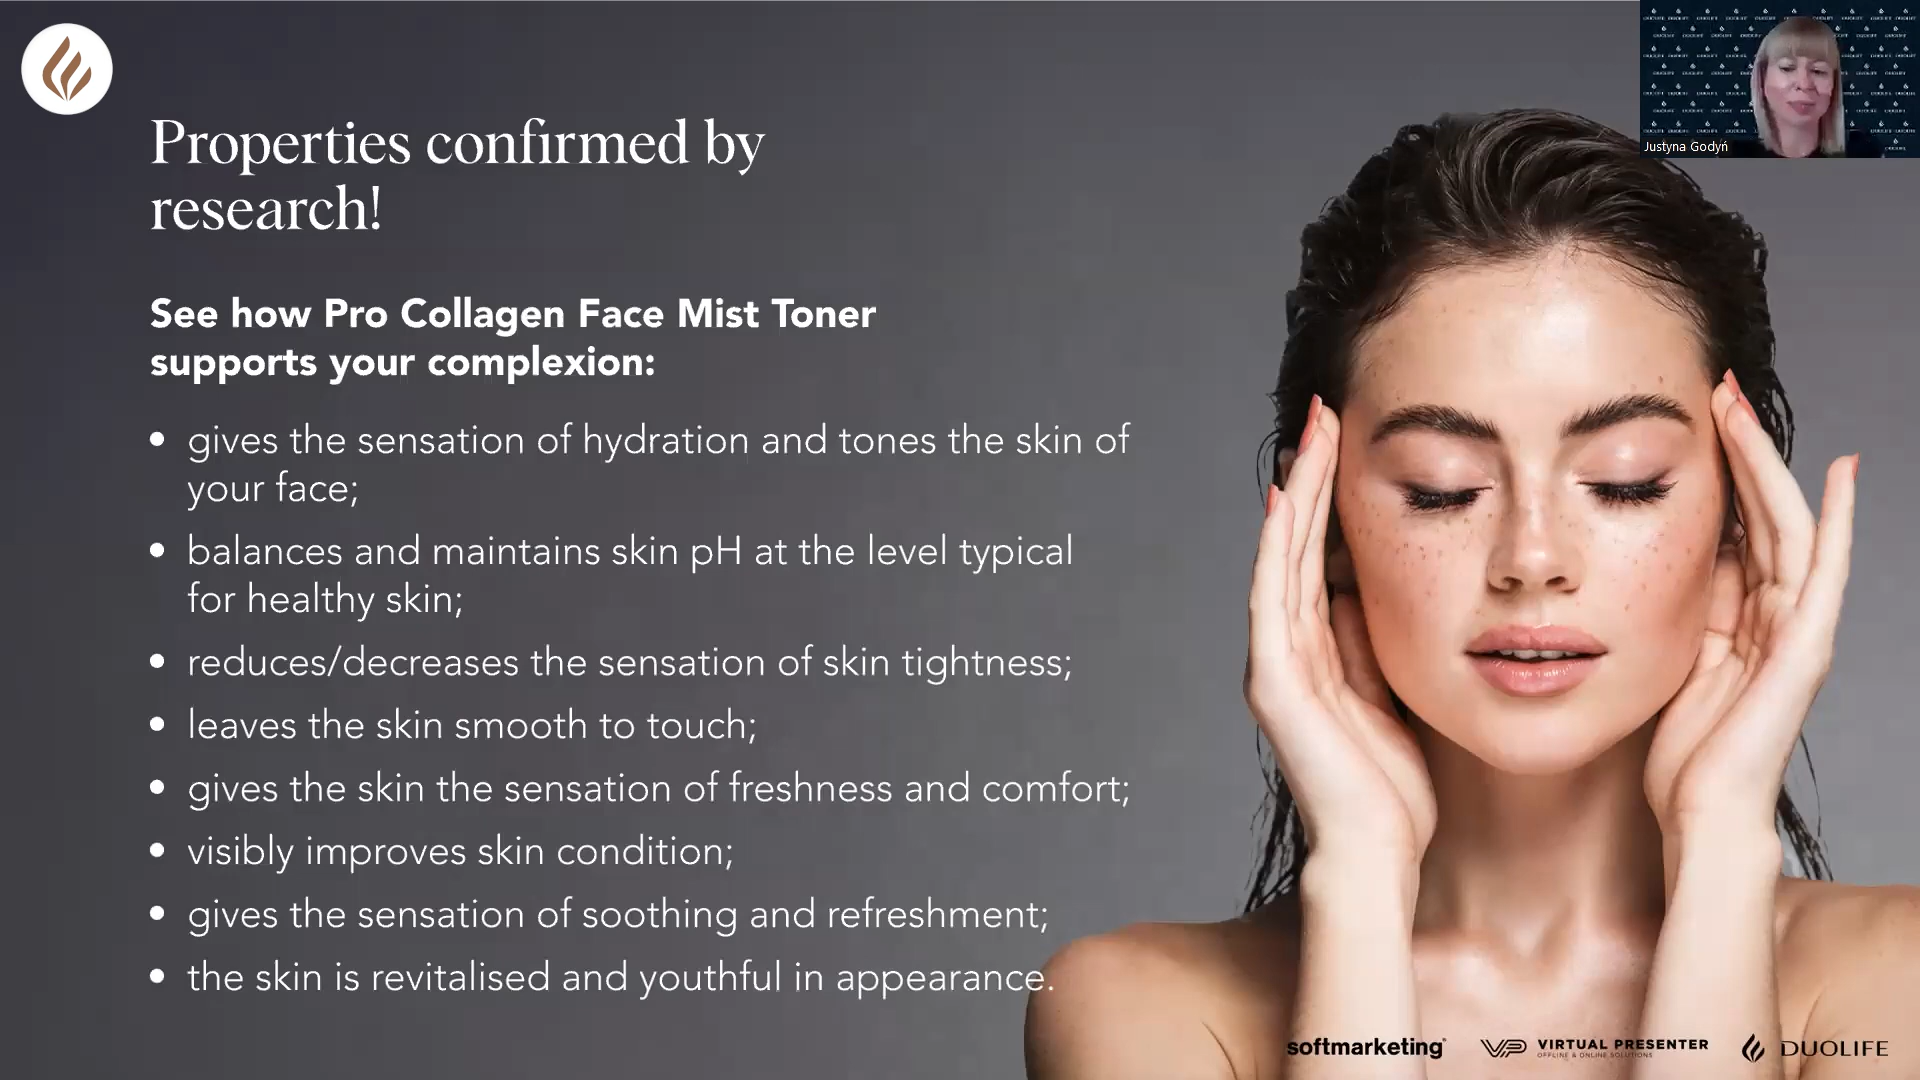 Properties confirmed by
research!
See how Pro Collagen Face Mist Toner
supports your complexion:
• gives the sensation of hydration and tones the skin of
your face;
• balances and maintains skin pH at the level typical
for healthy skin;
• reduces/decreases the sensation of skin tightness;
• leaves the skin smooth to touch;
• gives the skin the sensation of freshness and comfort;
• visibly improves skin condition;
• gives the sensation of soothing and refreshment;
• the skin is revitalised and youthful in appearance.
Justyna Godyń
softmarketing
VP VIRTUAL PRESENTER
OFFLINE & ONLINE SOLUTIONS
DUOLIFE